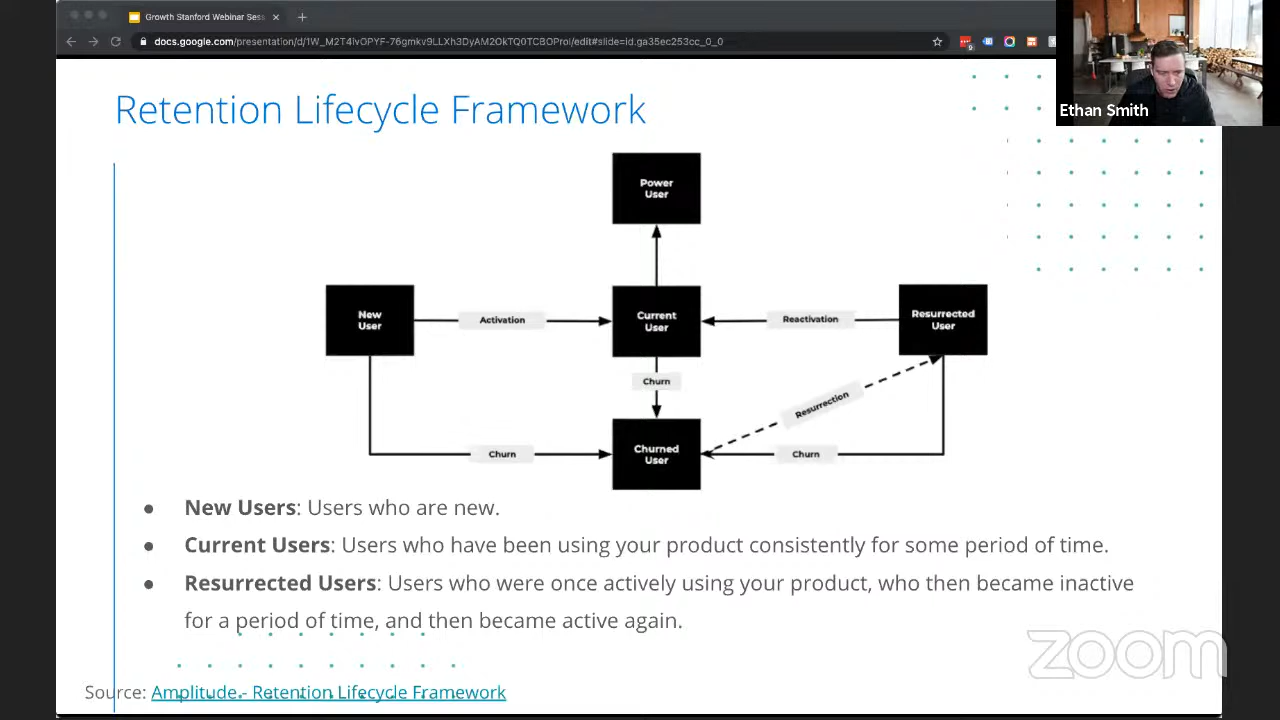 Growth Stanford Webinar Sess
docs.google.com/presentation/d/1W_M2T4IvOPYF-76gmkv9LLXh3DyAM2OkTQ0TCBOProI/edit#slide=id.ga35ec253cc_0_0
Ethan Smith
Retention Lifecycle Framework
Power
User
New
User
Activation
Current
User
Reactivation
Resurrected
User
Churn
Resurrection
Churn
Churned
User
Churn
● New Users: Users who are new.
● Current Users: Users who have been using your product consistently for some period of time.
● Resurrected Users: Users who were once actively using your product, who then became inactive
for a period of time, and then became active again.
zoom
Source: Amplitude - Retention Lifecycle Framework